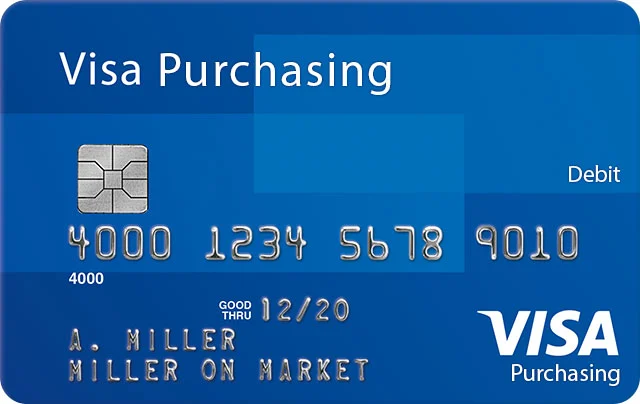 Visa Purchasing
Debit
4000 1234 5678 9010
4000
GOOD THRU 12/20
A. MILLER
MILLER ON MARKET
VISA
Purchasing